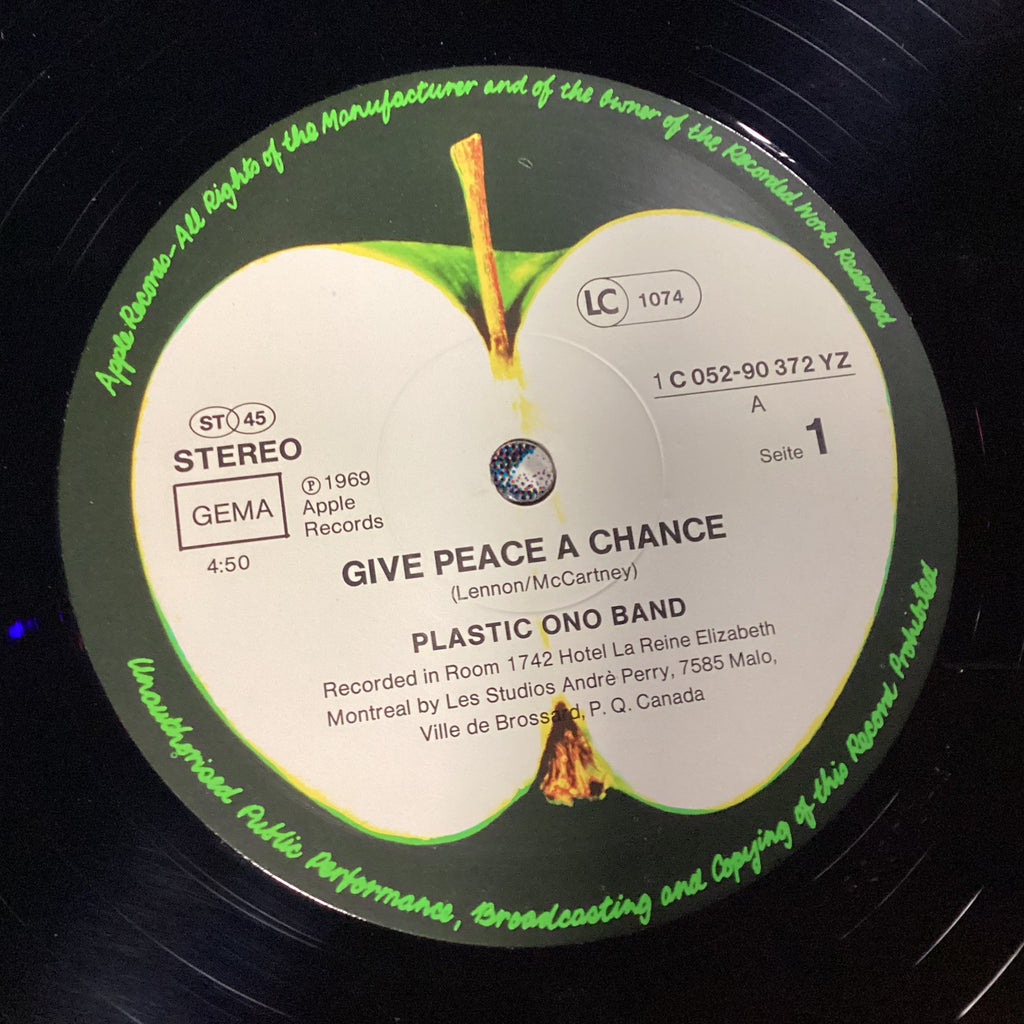 Apple Records - All Rights of the Manufacturer and of the Owner of the Recorded Work Reserved
LC 1074
1 C 052-90 372 YZ
A
Seite 1
ST 45
STEREO
GEMA
℗ 1969
Apple
Records
4:50
GIVE PEACE A CHANCE
(Lennon/McCartney)
PLASTIC ONO BAND
Recorded in Room 1742 Hotel La Reine Elizabeth
Montreal by Les Studios Andrè Perry, 7585 Malo,
Ville de Brossard, P. Q. Canada
Unauthorised Public Performance, Broadcasting and Copying of this Record Prohibited